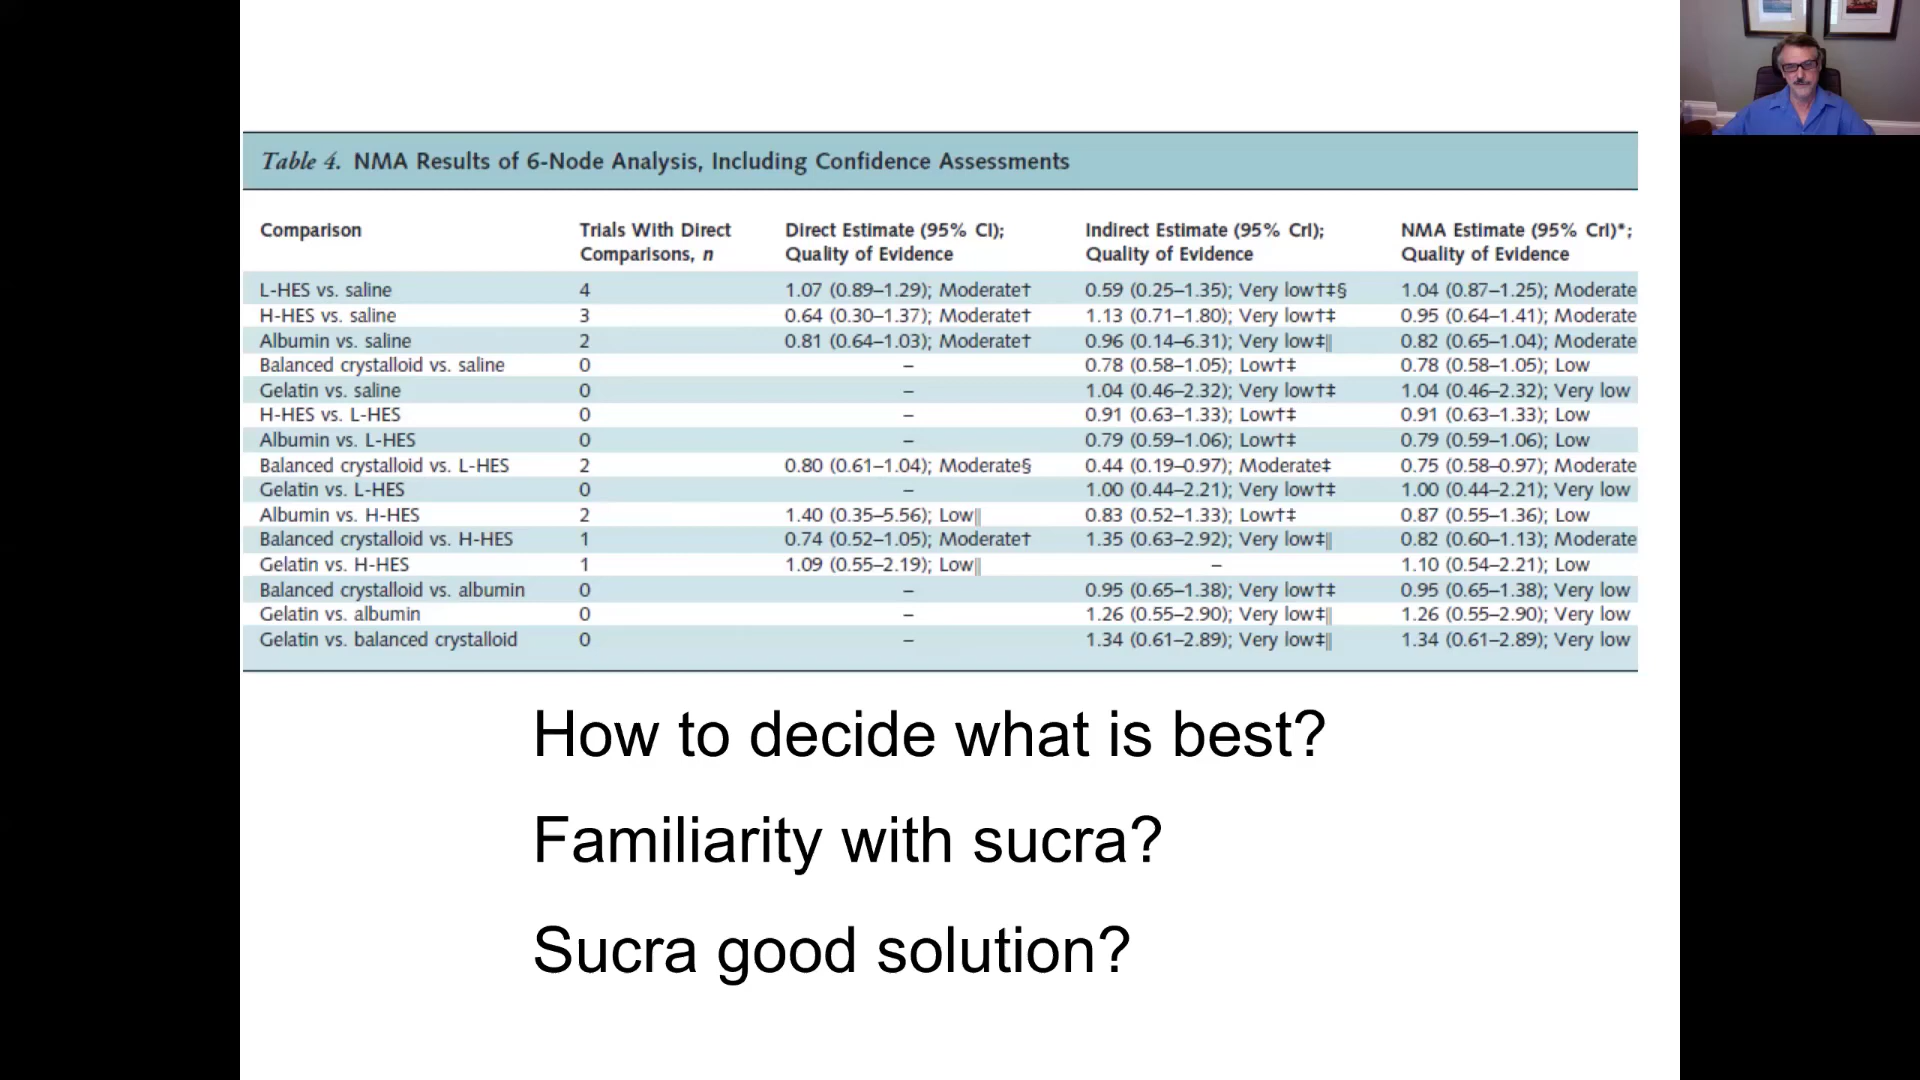 Table 4. NMA Results of 6-Node Analysis, Including Confidence Assessments
Comparison Trials With Direct Comparisons, n Direct Estimate (95% CI); Quality of Evidence Indirect Estimate (95% CrI); Quality of Evidence NMA Estimate (95% CrI)*; Quality of Evidence
L-HES vs. saline 4 1.07 (0.89–1.29); Moderate† 0.59 (0.25–1.35); Very low†‡§ 1.04 (0.87–1.25); Moderate
H-HES vs. saline 3 0.64 (0.30–1.37); Moderate† 1.13 (0.71–1.80); Very low†‡ 0.95 (0.64–1.41); Moderate
Albumin vs. saline 2 0.81 (0.64–1.03); Moderate† 0.96 (0.14–6.31); Very low‡|| 0.82 (0.65–1.04); Moderate
Balanced crystalloid vs. saline 0 – 0.78 (0.58–1.05); Low†‡ 0.78 (0.58–1.05); Low
Gelatin vs. saline 0 – 1.04 (0.46–2.32); Very low†‡ 1.04 (0.46–2.32); Very low
H-HES vs. L-HES 0 – 0.91 (0.63–1.33); Low†‡ 0.91 (0.63–1.33); Low
Albumin vs. L-HES 0 – 0.79 (0.59–1.06); Low†‡ 0.79 (0.59–1.06); Low
Balanced crystalloid vs. L-HES 2 0.80 (0.61–1.04); Moderate§ 0.44 (0.19–0.97); Moderate‡ 0.75 (0.58–0.97); Moderate
Gelatin vs. L-HES 0 – 1.00 (0.44–2.21); Very low†‡ 1.00 (0.44–2.21); Very low
Albumin vs. H-HES 2 1.40 (0.35–5.56); Low|| 0.83 (0.52–1.33); Low†‡ 0.87 (0.55–1.36); Low
Balanced crystalloid vs. H-HES 1 0.74 (0.52–1.05); Moderate† 1.35 (0.63–2.92); Very low‡|| 0.82 (0.60–1.13); Moderate
Gelatin vs. H-HES 1 1.09 (0.55–2.19); Low|| – 1.10 (0.54–2.21); Low
Balanced crystalloid vs. albumin 0 – 0.95 (0.65–1.38); Very low†‡ 0.95 (0.65–1.38); Very low
Gelatin vs. albumin 0 – 1.26 (0.55–2.90); Very low‡|| 1.26 (0.55–2.90); Very low
Gelatin vs. balanced crystalloid 0 – 1.34 (0.61–2.89); Very low‡|| 1.34 (0.61–2.89); Very low
How to decide what is best?
Familiarity with sucra?
Sucra good solution?